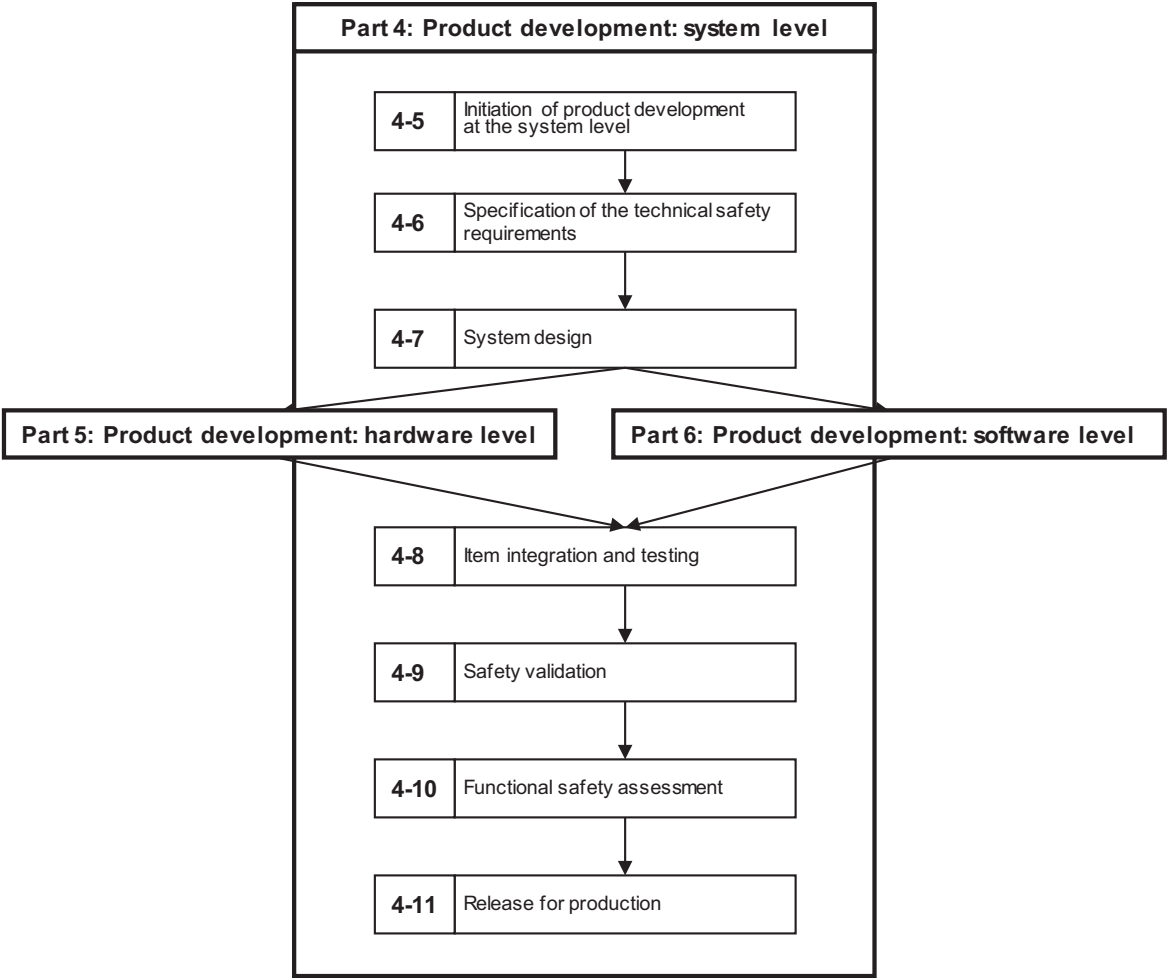 Part 4: Product development: system level
4-5
Initiation of product development
at the system level
4-6
Specification of the technical safety
requirements
4-7
System design
Part 5: Product development: hardware level
Part 6: Product development: software level
4-8
Item integration and testing
4-9
Safety validation
4-10
Functional safety assessment
4-11
Release for production